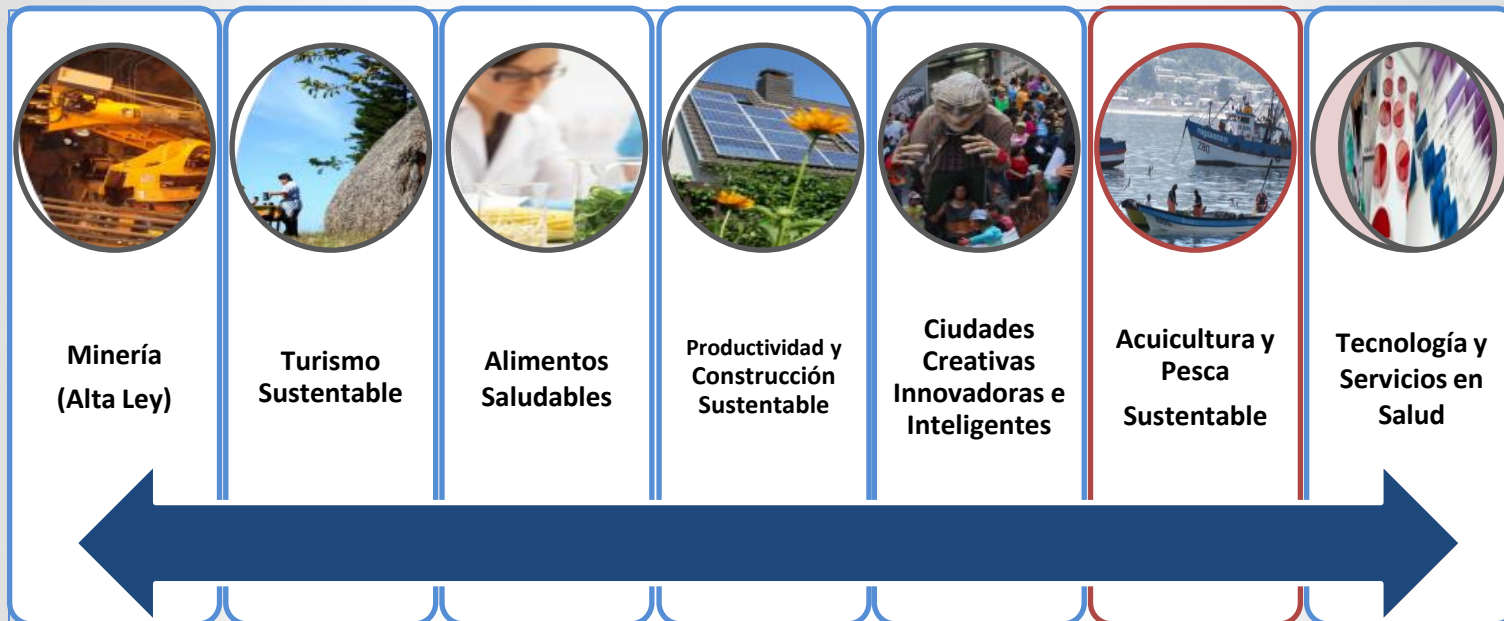 Minería
(Alta Ley)
Turismo
Sustentable
Alimentos
Saludables
Productividad y
Construcción
Sustentable
Ciudades
Creativas
Innovadoras e
Inteligentes
Acuicultura y
Pesca
Sustentable
Tecnología y
Servicios en
Salud